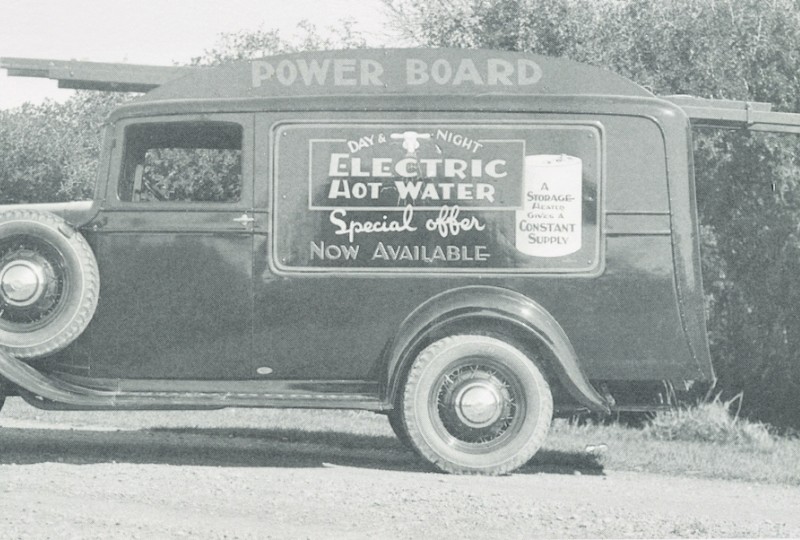 POWER BOARD
DAY & NIGHT
ELECTRIC
HOT WATER
Special offer
NOW AVAILABLE
A
STORAGE-
HEATER
GIVES A
CONSTANT
SUPPLY